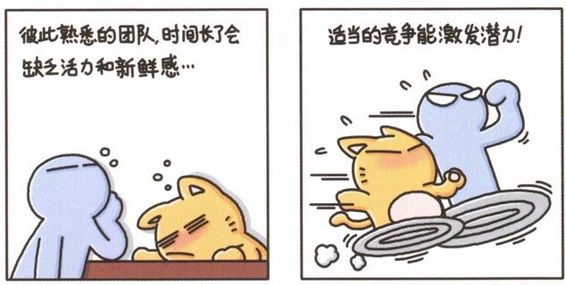 彼此熟悉的团队,时间长了会
缺乏活力和新鲜感…
适当的竞争能激发潜力!